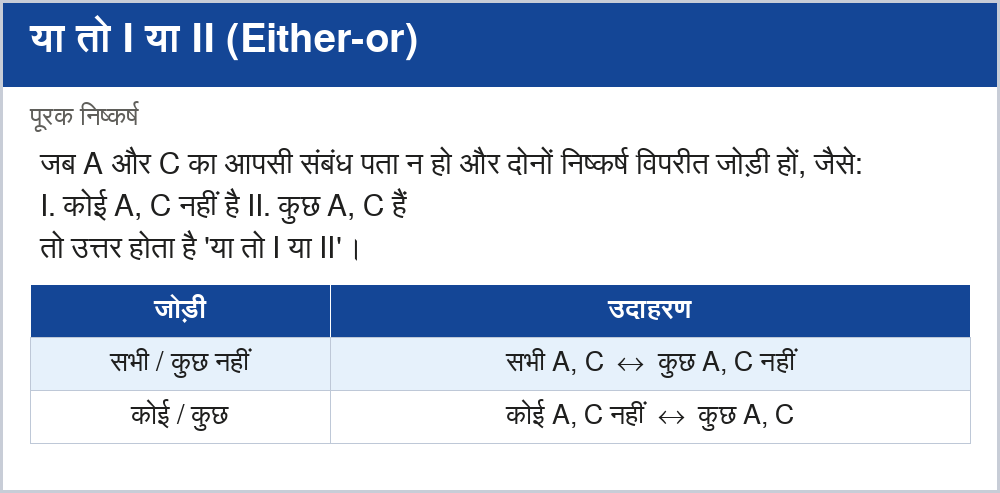 या तो I या II (Either-or)
पूरक निष्कर्ष
जब A और C का आपसी संबंध पता न हो और दोनों निष्कर्ष विपरीत जोड़ी हों, जैसे:
I. कोई A, C नहीं है II. कुछ A, C हैं
तो उत्तर होता है 'या तो I या II'।
जोड़ी उदाहरण
सभी / कुछ नहीं सभी A, C ↔ कुछ A, C नहीं
कोई / कुछ कोई A, C नहीं ↔ कुछ A, C